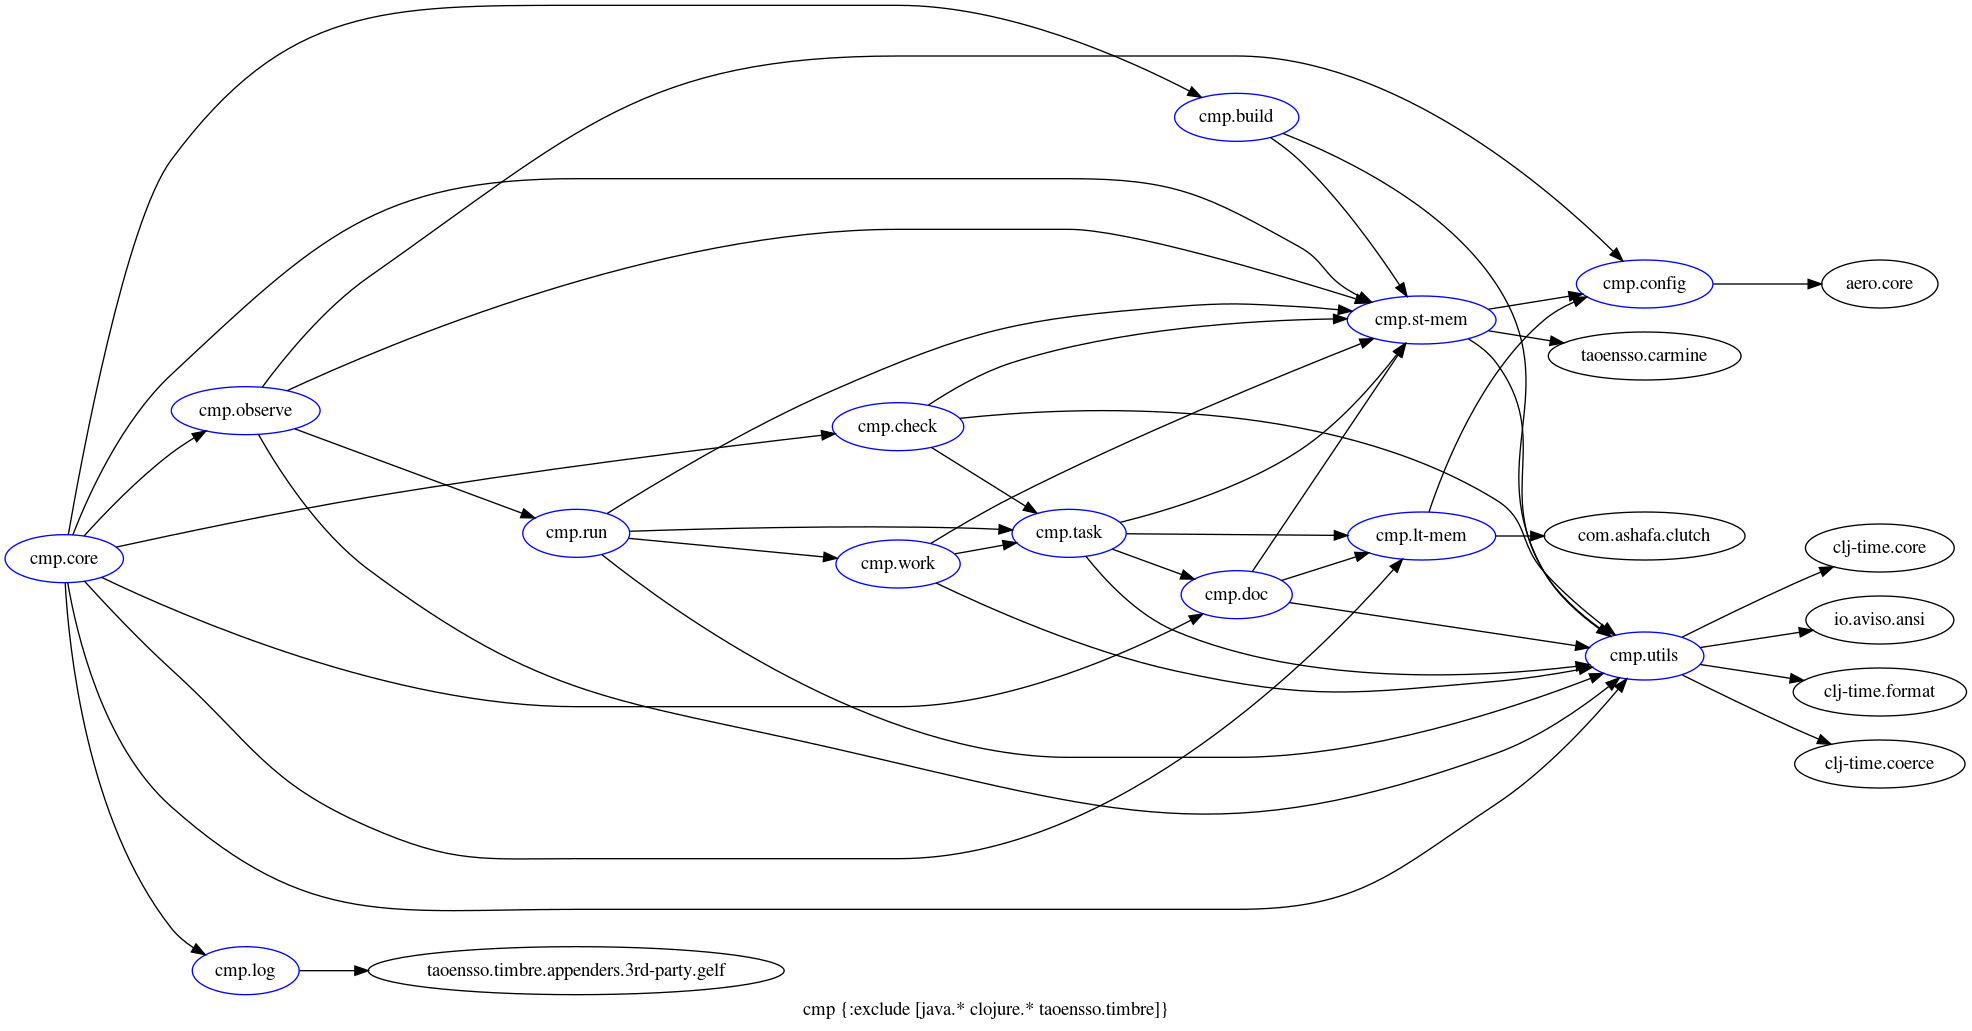 cmp.build
cmp.config
aero.core
cmp.st-mem
taoensso.carmine
cmp.observe
cmp.check
cmp.run
cmp.task
cmp.lt-mem
com.ashafa.clutch
clj-time.core
cmp.core
cmp.work
cmp.doc
io.aviso.ansi
cmp.utils
clj-time.format
clj-time.coerce
cmp.log
taoensso.timbre.appenders.3rd-party.gelf
cmp {:exclude [java.* clojure.* taoensso.timbre]}